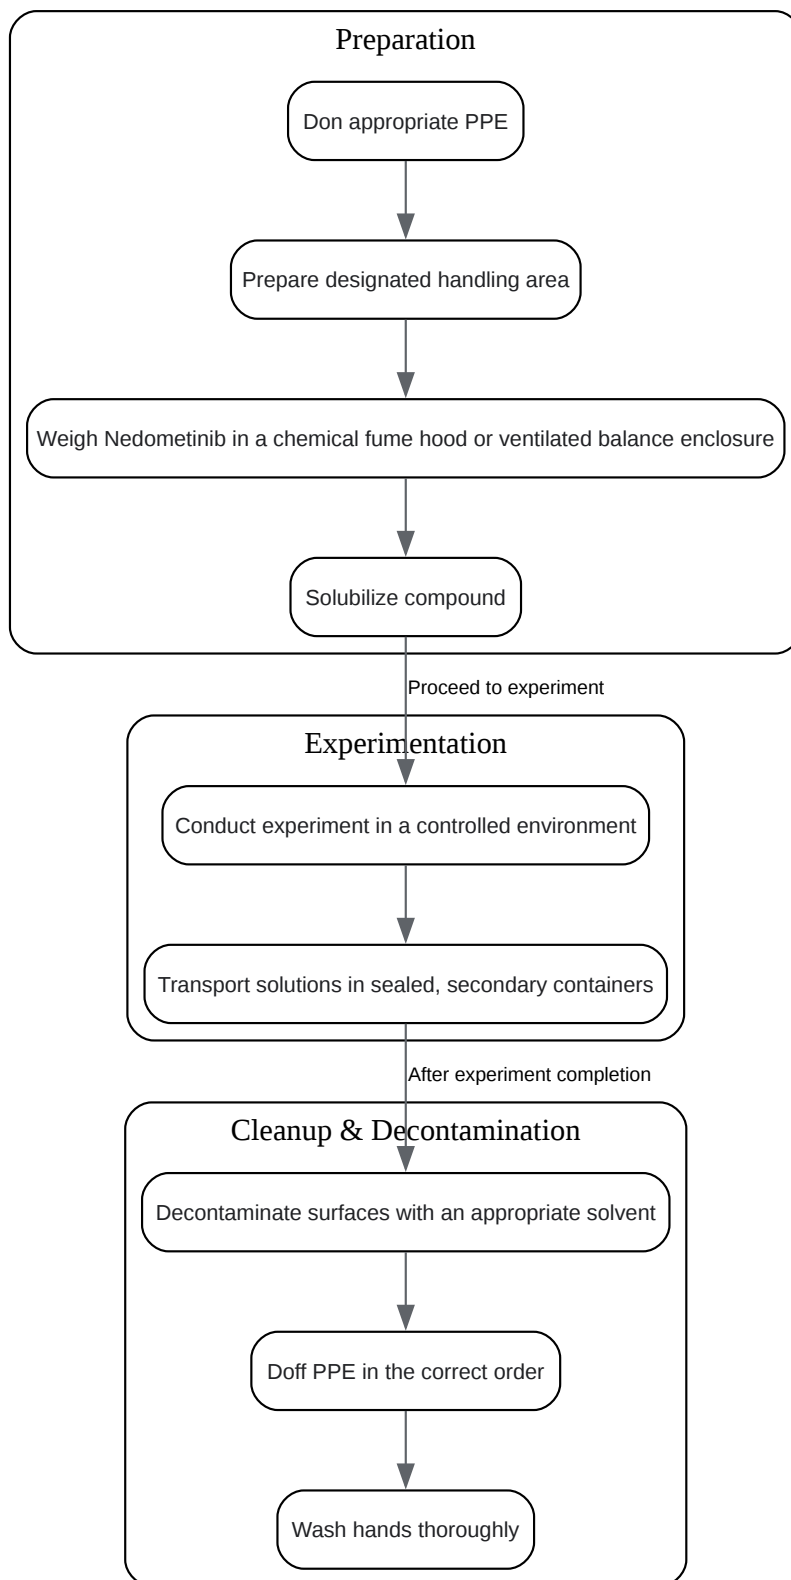 Preparation
Don appropriate PPE
Prepare designated handling area
Weigh Nedometinib in a chemical fume hood or ventilated balance enclosure
Solubilize compound
Proceed to experiment
Experimentation
Conduct experiment in a controlled environment
Transport solutions in sealed, secondary containers
After experiment completion
Cleanup & Decontamination
Decontaminate surfaces with an appropriate solvent
Doff PPE in the correct order
Wash hands thoroughly